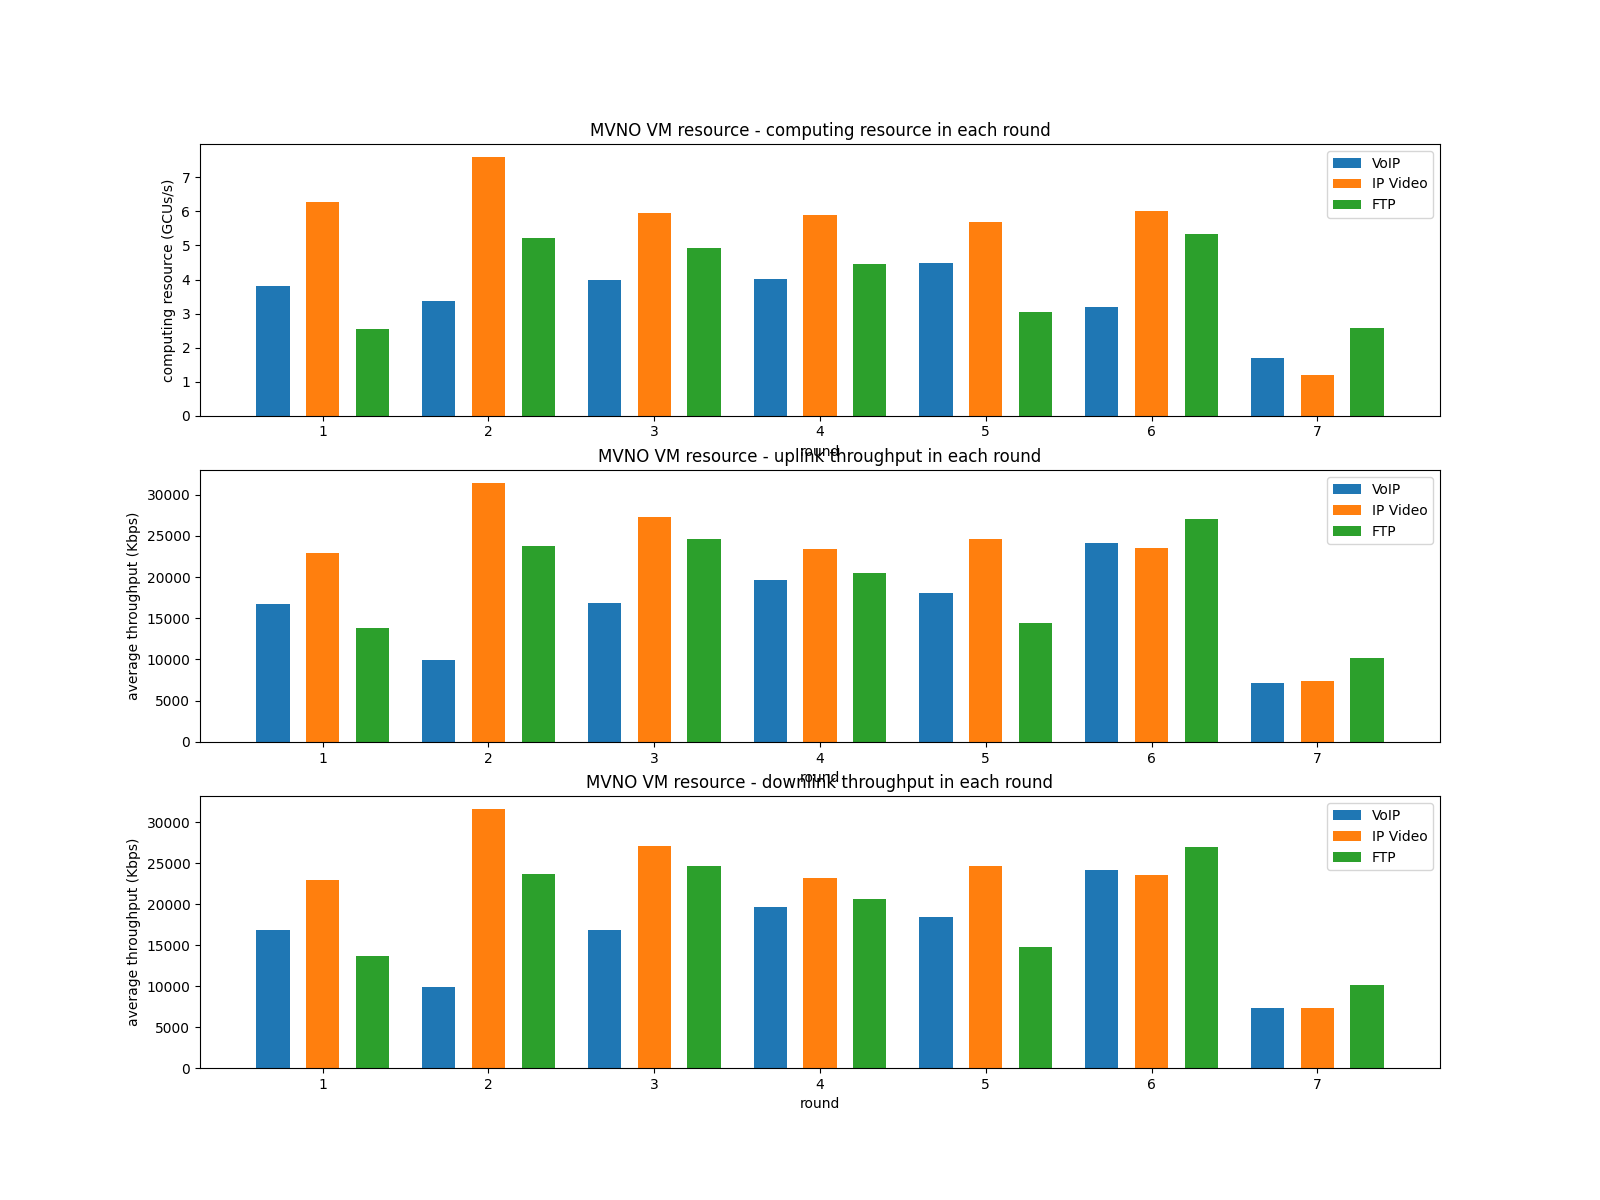 MVNO VM resource - computing resource in each round
computing resource (GCUs/s)
7
6
5
4
3
2
1
0
VoIP
IP Video
FTP
1 2 3 4 5 6 7
round
MVNO VM resource - uplink throughput in each round
average throughput (Kbps)
30000
25000
20000
15000
10000
5000
0
VoIP
IP Video
FTP
1 2 3 4 5 6 7
round
MVNO VM resource - downlink throughput in each round
average throughput (Kbps)
30000
25000
20000
15000
10000
5000
0
VoIP
IP Video
FTP
1 2 3 4 5 6 7
round